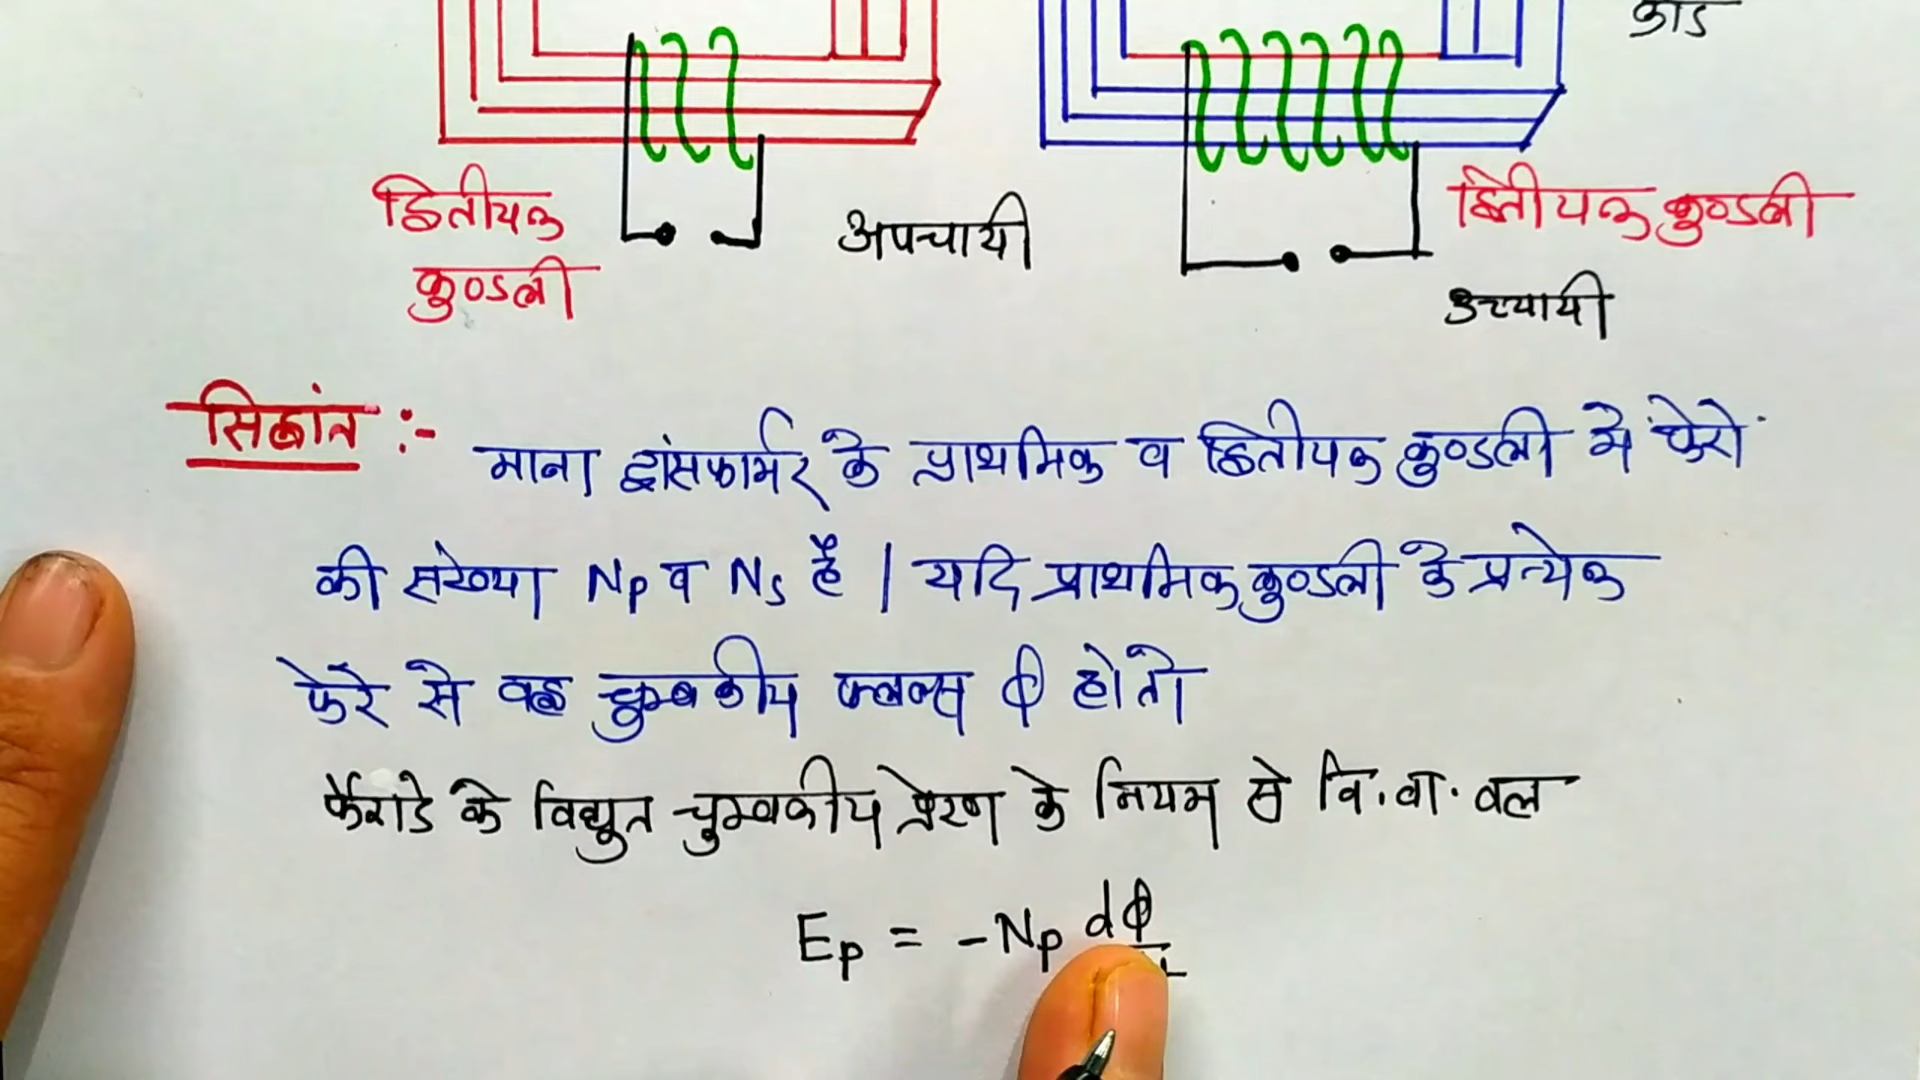 कोड
द्वितीयक
कुण्डली
अपचायी
द्वितीयक कुण्डली
उच्चायी
सिद्धांत :-
माना ट्रांसफार्मर के प्राथमिक व द्वितीयक कुण्डली में फेरो
की संख्या Np व Ns है | यदि प्राथमिक कुण्डली के प्रत्येक
फेरे से बद्ध चुम्बकीय फ्लक्स ϕ हो तो
फैराडे के विद्युत चुम्बकीय प्रेरण के नियम से वि.वा.वल
Ep = -Np dϕ